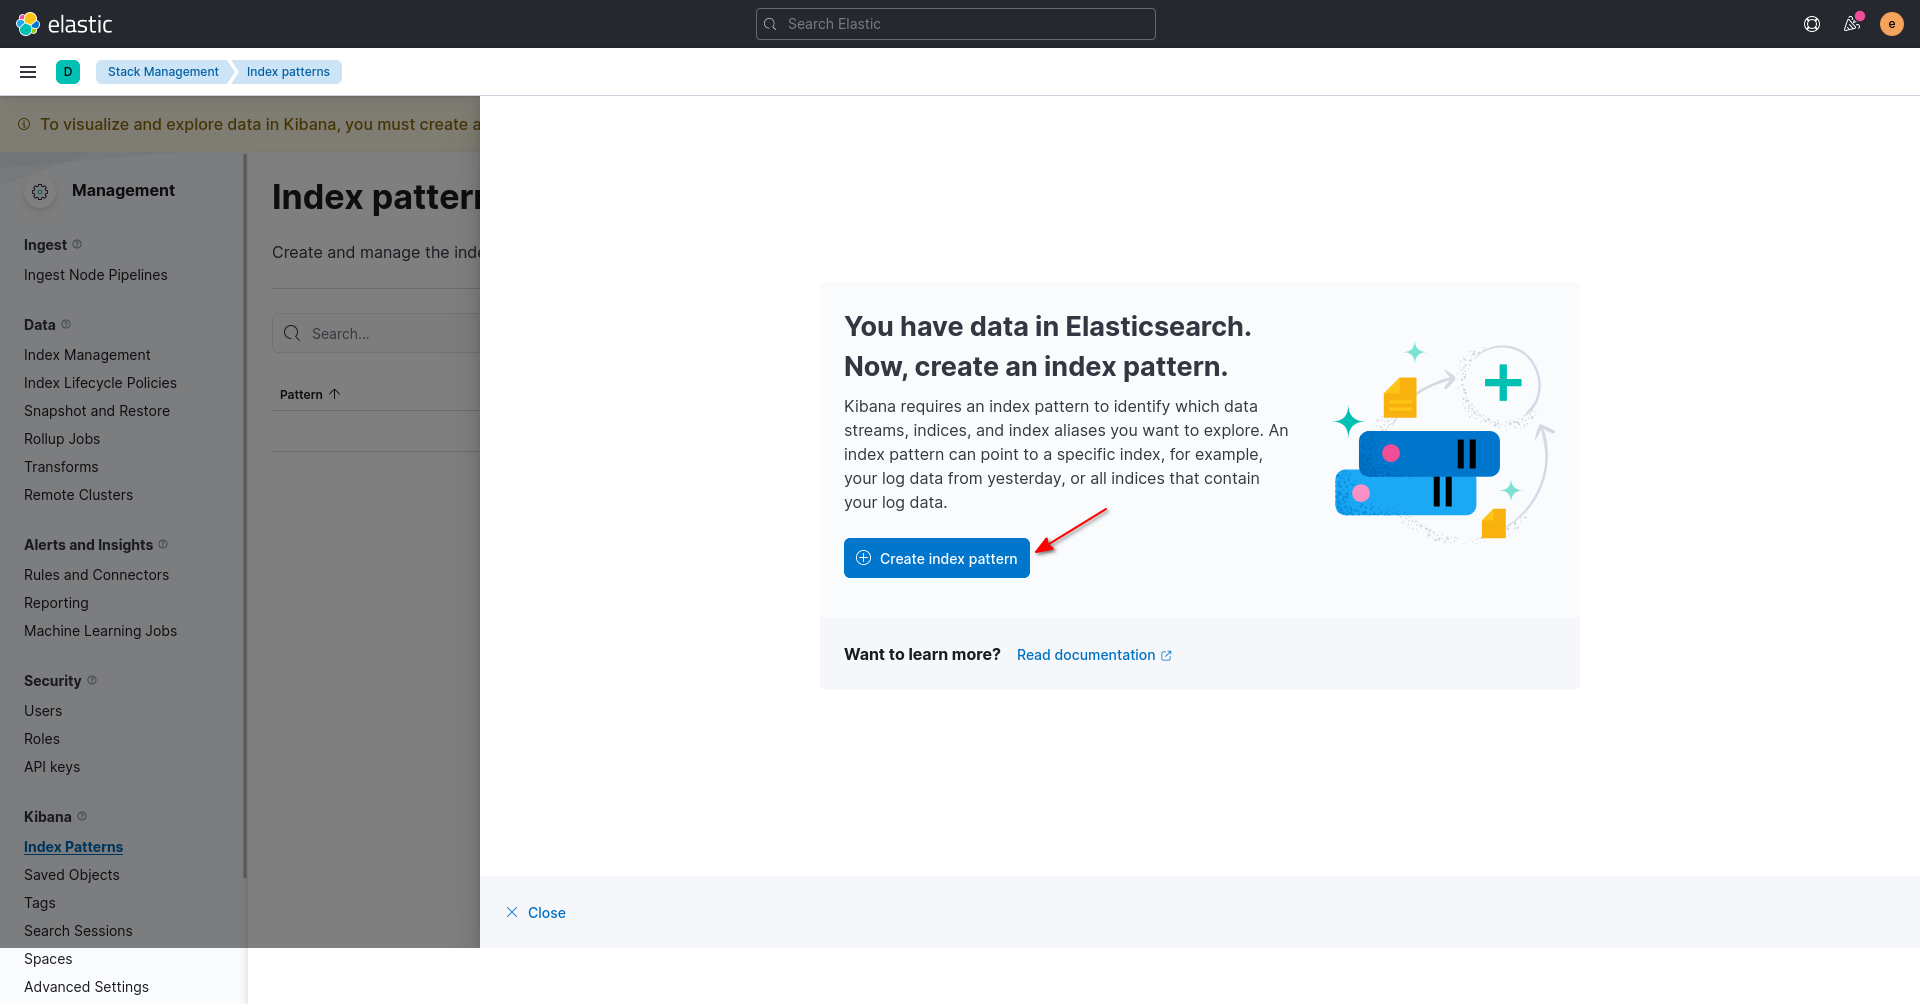 elastic
Search Elastic
e
D
Stack Management
Index patterns
To visualize and explore data in Kibana, you must create a
Management
Ingest
Ingest Node Pipelines
Data
Index Management
Index Lifecycle Policies
Snapshot and Restore
Rollup Jobs
Transforms
Remote Clusters
Alerts and Insights
Rules and Connectors
Reporting
Machine Learning Jobs
Security
Users
Roles
API keys
Kibana
Index Patterns
Saved Objects
Tags
Search Sessions
Spaces
Advanced Settings
Index patter
Create and manage the ind
Search...
Pattern
You have data in Elasticsearch.
Now, create an index pattern.
Kibana requires an index pattern to identify which data
streams, indices, and index aliases you want to explore. An
index pattern can point to a specific index, for example,
your log data from yesterday, or all indices that contain
your log data.
Create index pattern
Want to learn more?
Read documentation
Close